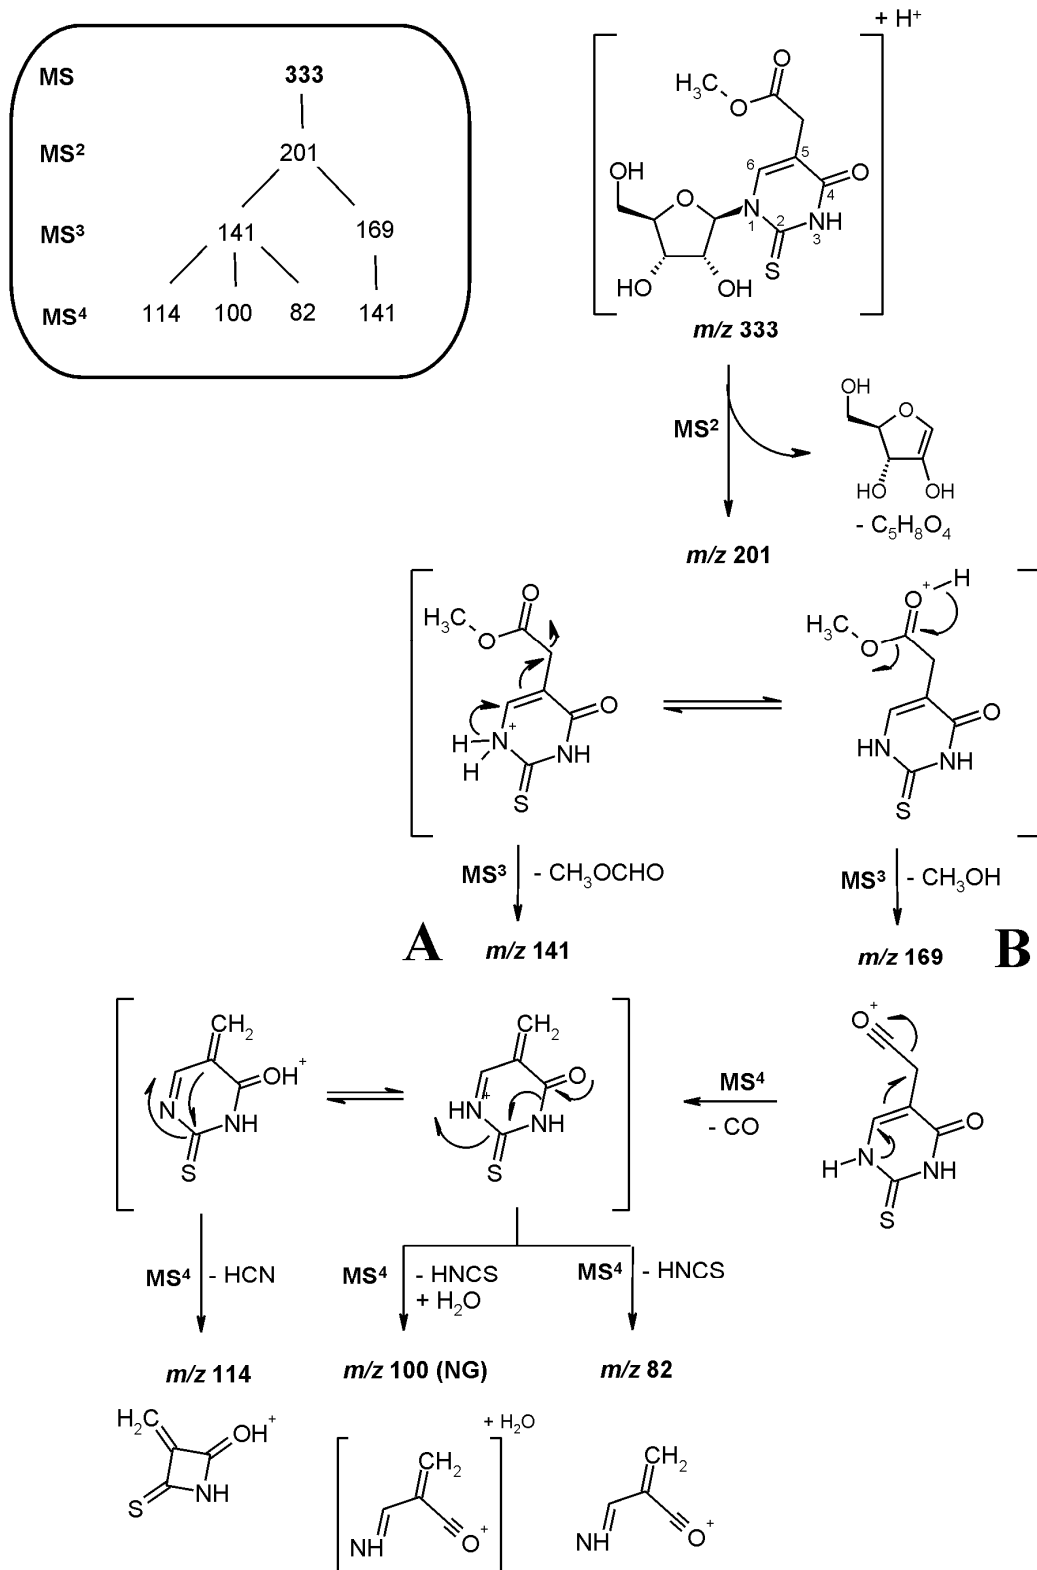 MS 333
MS2 201
MS3 141 169
MS4 114 100 82 141
+ H+
O
H3C
O
5
6
O
4
OH
O
N
1
2
NH
3
S
HO
OH
m/z 333
MS2
OH
O
HO OH
- C5H8O4
m/z 201
O
H3C
O
O
H N +
H
NH
S
O + H
H3C
O
O
HN
NH
S
MS3 - CH3OCHO
MS3 - CH3OH
A m/z 141
m/z 169 B
CH2
OH +
N
NH
S
CH2
O
HN +
NH
S
MS4
- CO
+
O
O
H N
NH
S
MS4 - HCN
MS4 - HNCS
+ H2O
MS4 - HNCS
m/z 114
m/z 100 (NG)
m/z 82
H2C
OH +
S
NH
+ H2O
CH2
NH
O +
CH2
NH
O +